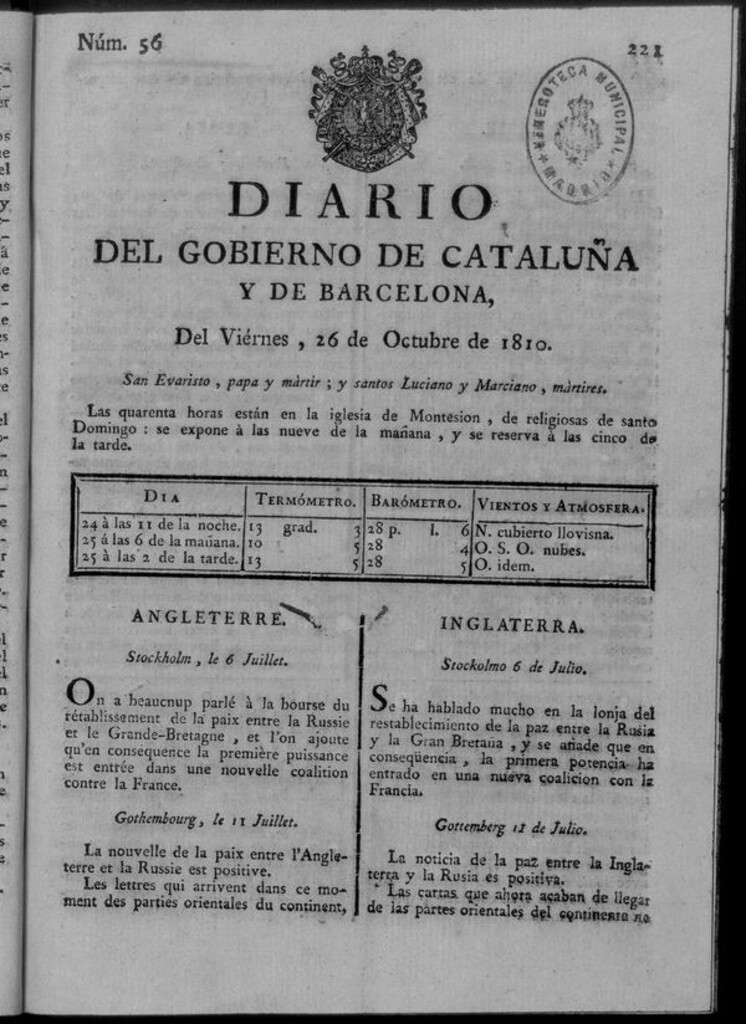 Núm. 56
221
HEMEROTECA MUNICIPAL
MADRID
DIARIO
DEL GOBIERNO DE CATALUÑA
Y DE BARCELONA,
Del Viérnes , 26 de Octubre de 1810.
San Evaristo , papa y màrtir ; y santos Luciano y Marciano , màrtires.
Las quarenta horas están en la iglesia de Montesion , de religiosas de santo
Domingo : se expone à las nueve de la mañana , y se reserva à las cinco de
la tarde.
DIA TERMÓMETRO. BARÓMETRO. VIENTOS Y ATMOSFERA.
24 à las 11 de la noche. 13 grad. 3 28 p. l. 6 N. cubierto llovisna.
25 á las 6 de la mañana. 10 5 28 4 O. S. O. nubes.
25 à las 2 de la tarde. 13 5 28 5 O. idem.
ANGLETERRE.
Stockholm , le 6 Juillet.
On a beaucnup parlé à la bourse du
rétablissement de la paix entre la Russie
et le Grande-Bretagne , et l'on ajoute
qu'en consequence la première puissance
est entrée dans une nouvelle coalition
contre la France.
Gothembourg, le 11 Juillet.
La nouvelle de la paix entre l'Angle-
terre et la Russie est positive.
Les lettres qui arrivent dans ce mo-
ment des parties orientales du continent,
INGLATERRA.
Stockolmo 6 de Julio.
Se ha hablado mucho en la lonja del
restablecimiento de la paz entre la Rusia
y la Gran Bretaña , y se añade que en
conseqüencia , la primera potencia ha
entrado en una nueva coalicion con la
Francia.
Gottemberg 11 de Julio.
La noticia de la paz entre la Ingla-
terra y la Rusia es positiva.
Las cartas que ahora acaban de llegar
de las partes orientales del continente no